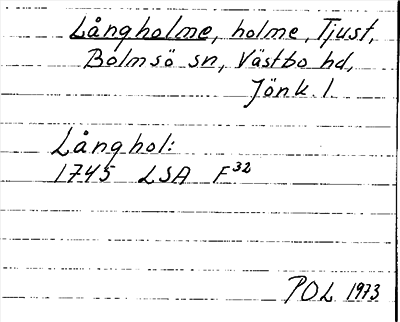 Långholme, holme, Tjust,
Bolmsö sn, Västbo hd,
Jönk. l.
Långhol:
1745 LSA F32
POL 1973